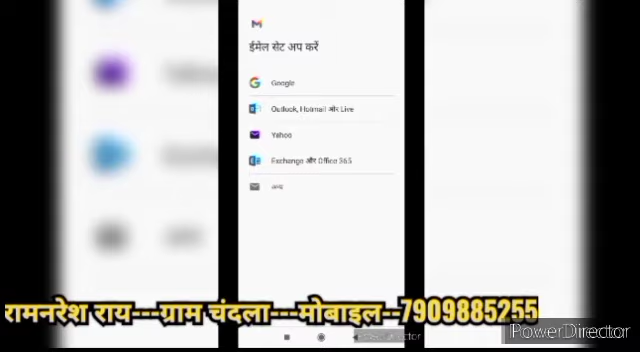 ईमेल सेट अप करें
Google
Outlook, Hotmail और Live
Yahoo
Exchange और Office 365
अन्य
रामनरेश राय---ग्राम चंदला---मोबाइल--7909885255
PowerDirector